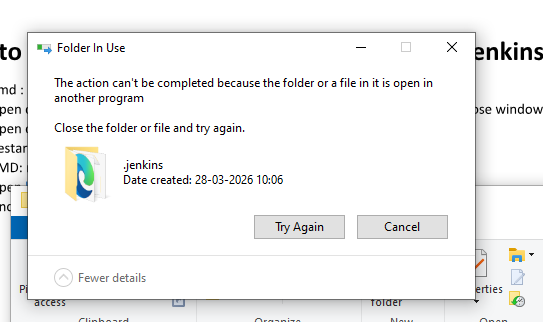 Folder In Use
to
enkins
The action can't be completed because the folder or a file in it is open in
another program
md :
pen
ose window
Close the folder or file and try again.
pen
estar
.jenkins
MD:
Date created: 28-03-2026 10:06
pen
Try Again
Cancel
Fewer details
access
folder
erties
Clipboard
Organize
New
Open